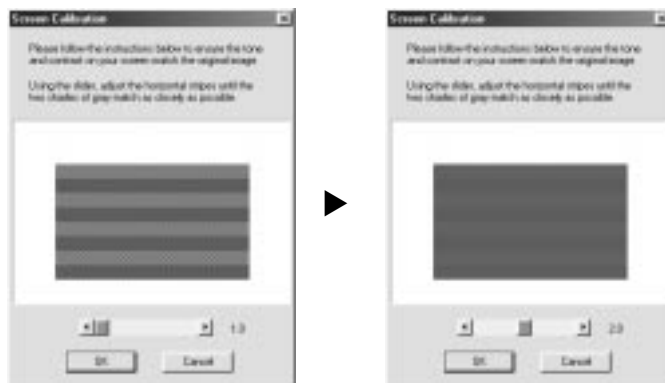 Screen Calibration
Please follow the instructions below to ensure the tone
and contrast on your screen match the original image
Using the slider, adjust the horizontal stripes until the
two shades of gray match as closely as possible
1.0
OK
Cancel
Screen Calibration
Please follow the instructions below to ensure the tone
and contrast on your screen match the original image
Using the slider, adjust the horizontal stripes until the
two shades of gray match as closely as possible
2.0
OK
Cancel